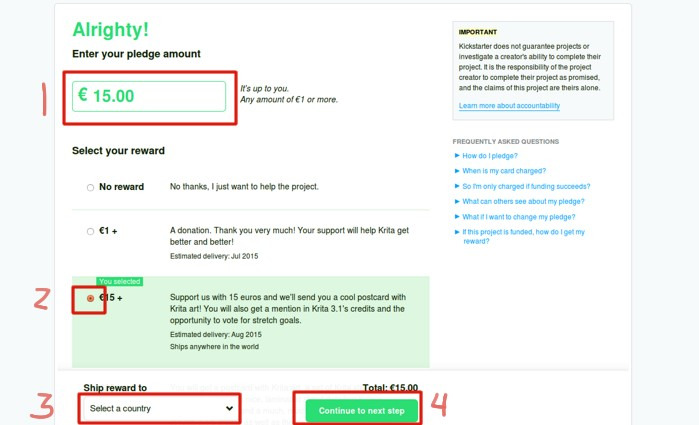 Alrighty!
Enter your pledge amount
1
€ 15.00
It's up to you.
Any amount of €1 or more.
Select your reward
No reward
No thanks, I just want to help the project.
€1 +
A donation. Thank you very much! Your support will help Krita get
better and better!
Estimated delivery: Jul 2015
You selected
2
€15 +
Support us with 15 euros and we'll send you a cool postcard with
Krita art! You will also get a mention in Krita 3.1's credits and the
opportunity to vote for stretch goals.
Estimated delivery: Aug 2015
Ships anywhere in the world
Ship reward to
Total: €15.00
3
Select a country
Continue to next step
4
IMPORTANT
Kickstarter does not guarantee projects or
investigate a creator's ability to complete their
project. It is the responsibility of the project
creator to complete their project as promised,
and the claims of this project are theirs alone.
Learn more about accountability
FREQUENTLY ASKED QUESTIONS
How do I pledge?
When is my card charged?
So I'm only charged if funding succeeds?
What can others see about my pledge?
What if I want to change my pledge?
If this project is funded, how do I get my
reward?